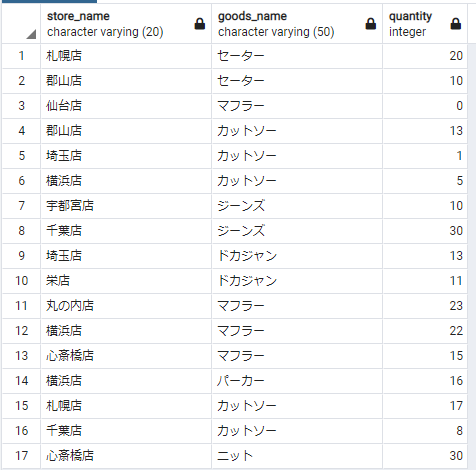 store_name goods_name quantity
character varying (20) character varying (50) integer
1 札幌店 セーター 20
2 郡山店 セーター 10
3 仙台店 マフラー 0
4 郡山店 カットソー 13
5 埼玉店 カットソー 1
6 横浜店 カットソー 5
7 宇都宮店 ジーンズ 10
8 千葉店 ジーンズ 30
9 埼玉店 ドカジャン 13
10 栄店 ドカジャン 11
11 丸の内店 マフラー 23
12 横浜店 マフラー 22
13 心斎橋店 マフラー 15
14 横浜店 パーカー 16
15 札幌店 カットソー 17
16 千葉店 カットソー 8
17 心斎橋店 ニット 30